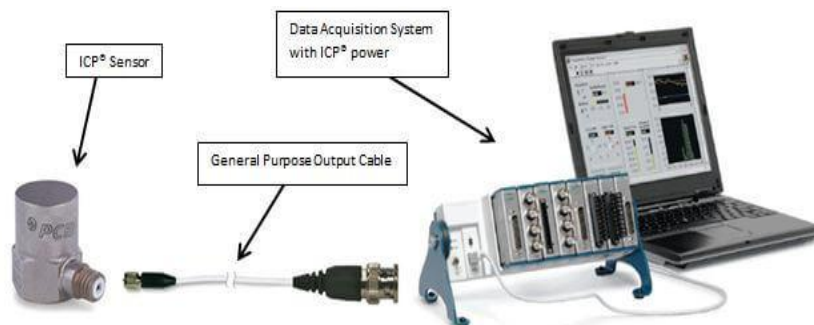 Data Acquisition System
with ICP® power
ICP® Sensor
General Purpose Output Cable
PCB